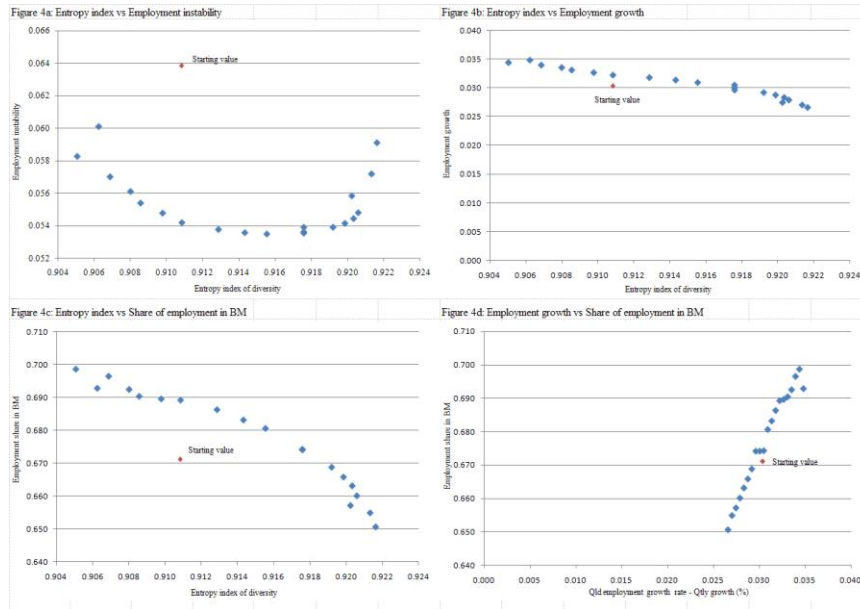 Figure 4a: Entropy index vs Employment instability
0.066
0.064
0.062
0.060
0.058
0.056
0.054
0.052
Employment instability
Starting value
0.904 0.906 0.908 0.910 0.912 0.914 0.916 0.918 0.920 0.922 0.924
Entropy index of diversity
Figure 4b: Entropy index vs Employment growth
0.040
0.035
0.030
0.025
0.020
0.015
0.010
0.005
0.000
Employment growth
Starting value
0.904 0.906 0.908 0.910 0.912 0.914 0.916 0.918 0.920 0.922 0.924
Entropy index of diversity
Figure 4c: Entropy index vs Share of employment in BM
0.710
0.700
0.690
0.680
0.670
0.660
0.650
0.640
Employment share in BM
Starting value
0.904 0.906 0.908 0.910 0.912 0.914 0.916 0.918 0.920 0.922 0.924
Entropy index of diversity
Figure 4d: Employment growth vs Share of employment in BM
0.710
0.700
0.690
0.680
0.670
0.660
0.650
0.640
Employment share in BM
Starting value
0.000 0.005 0.010 0.015 0.020 0.025 0.030 0.035 0.040
Qld employment growth rate - Qtly growth (%)